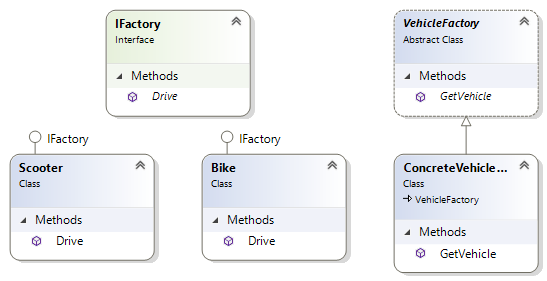 IFactory
Interface
Methods
Drive
VehicleFactory
Abstract Class
Methods
GetVehicle
IFactory
Scooter
Class
Methods
Drive
IFactory
Bike
Class
Methods
Drive
ConcreteVehicle...
Class
VehicleFactory
Methods
GetVehicle